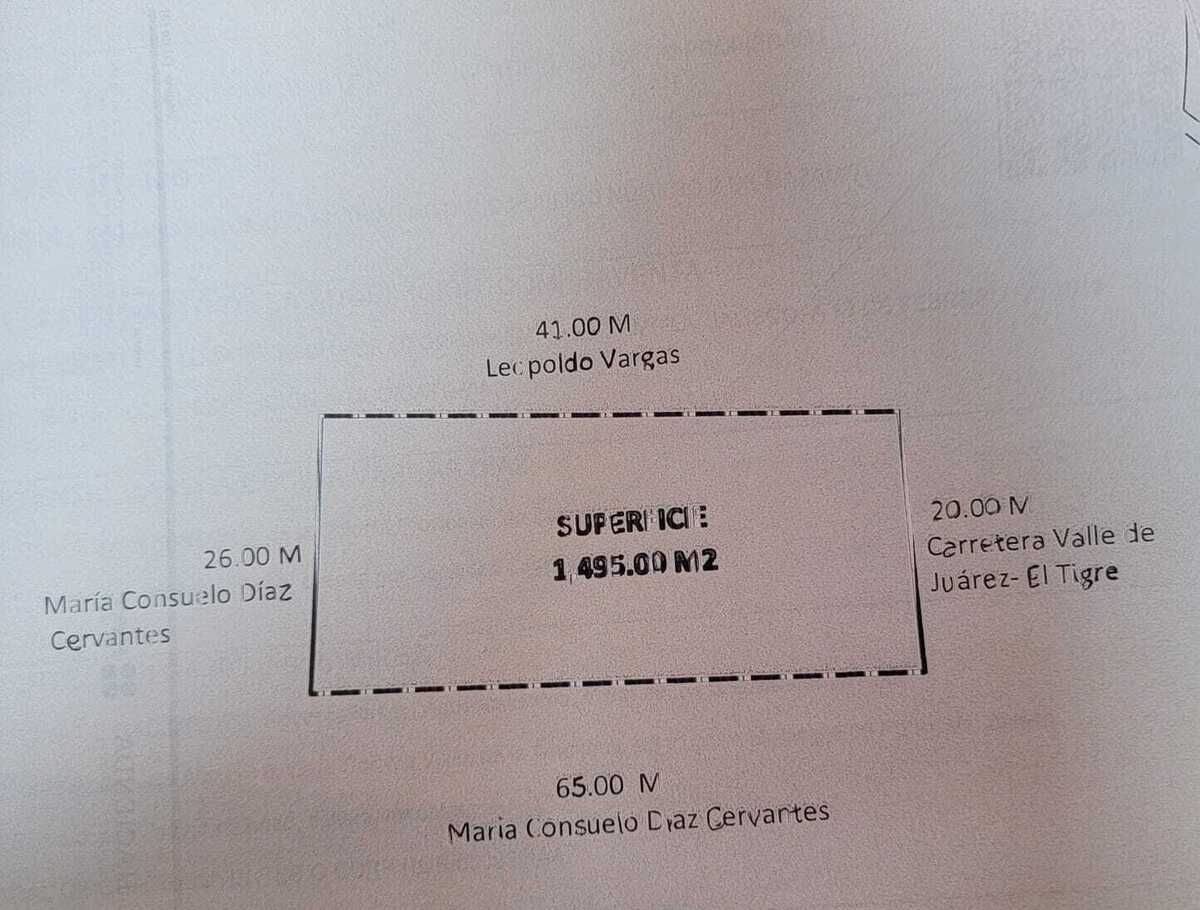 41.00 M
Leopoldo Vargas
SUPERFICIE
1,495.00 M2
20.00 M
Carretera Valle de
Juárez- El Tigre
26.00 M
María Consuelo Díaz
Cervantes
65.00 M
Maria Consuelo Díaz Cervantes